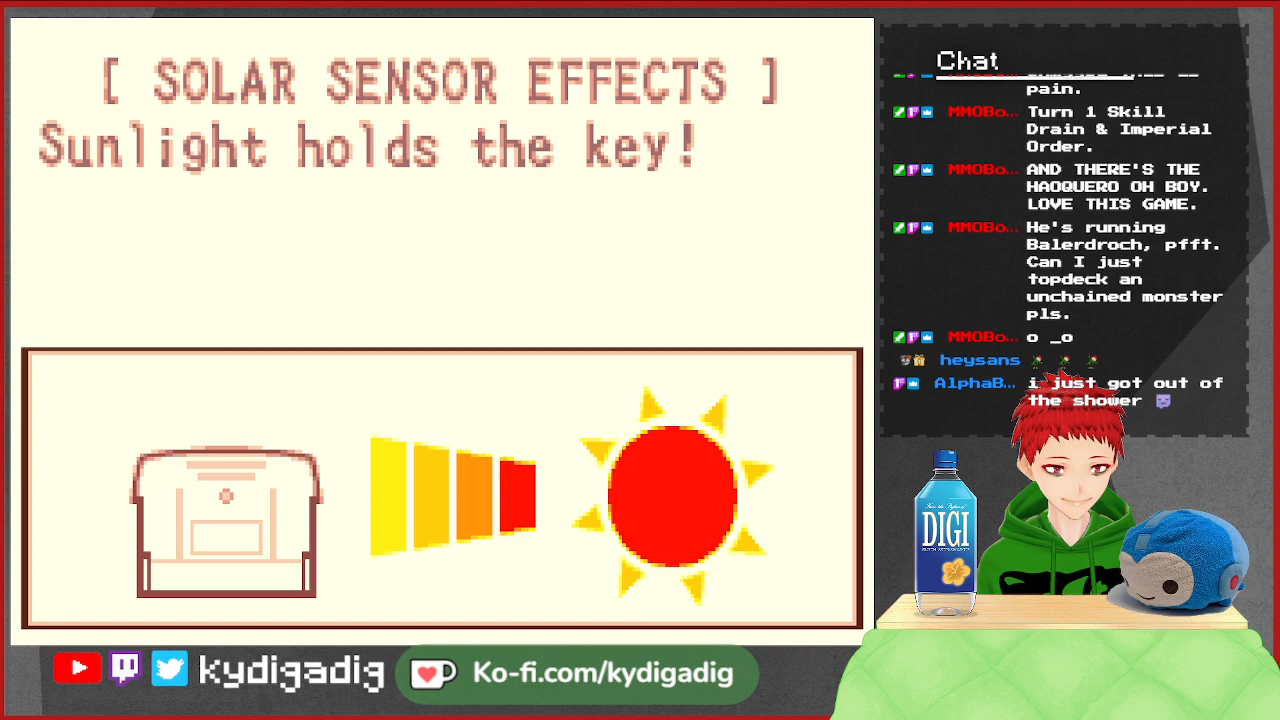 [ SOLAR SENSOR EFFECTS ]
Sunlight holds the key!
Chat
pain.
MMOBo... Turn 1 Skill
Drain & Imperial
Order.
MMOBo... AND THERE'S THE
HAOQUERO OH BOY.
LOVE THIS GAME.
MMOBo... He's running
Balerdroch, pfft.
Can I just
topdeck an
unchained monster
pls.
MMOBo... o _o
heysans
AlphaB... i just got out of
the shower
DIGI
kydigadig
Ko-fi.com/kydigadig